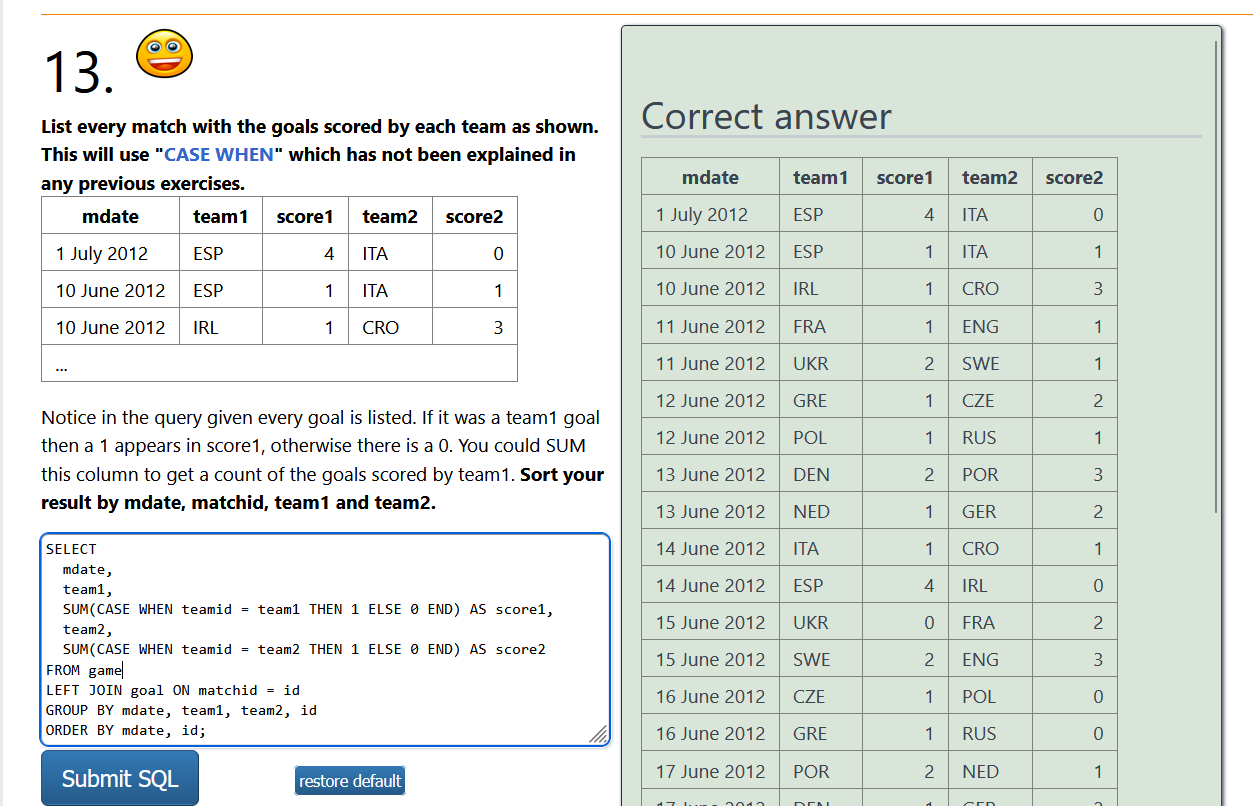 13.
List every match with the goals scored by each team as shown.
This will use "CASE WHEN" which has not been explained in
any previous exercises.
mdate team1 score1 team2 score2
1 July 2012 ESP 4 ITA 0
10 June 2012 ESP 1 ITA 1
10 June 2012 IRL 1 CRO 3
...
Notice in the query given every goal is listed. If it was a team1 goal
then a 1 appears in score1, otherwise there is a 0. You could SUM
this column to get a count of the goals scored by team1. Sort your
result by mdate, matchid, team1 and team2.
SELECT
mdate,
team1,
SUM(CASE WHEN teamid = team1 THEN 1 ELSE 0 END) AS score1,
team2,
SUM(CASE WHEN teamid = team2 THEN 1 ELSE 0 END) AS score2
FROM game
LEFT JOIN goal ON matchid = id
GROUP BY mdate, team1, team2, id
ORDER BY mdate, id;
Submit SQL
restore default
Correct answer
mdate team1 score1 team2 score2
1 July 2012 ESP 4 ITA 0
10 June 2012 ESP 1 ITA 1
10 June 2012 IRL 1 CRO 3
11 June 2012 FRA 1 ENG 1
11 June 2012 UKR 2 SWE 1
12 June 2012 GRE 1 CZE 2
12 June 2012 POL 1 RUS 1
13 June 2012 DEN 2 POR 3
13 June 2012 NED 1 GER 2
14 June 2012 ITA 1 CRO 1
14 June 2012 ESP 4 IRL 0
15 June 2012 UKR 0 FRA 2
15 June 2012 SWE 2 ENG 3
16 June 2012 CZE 1 POL 0
16 June 2012 GRE 1 RUS 0
17 June 2012 POR 2 NED 1